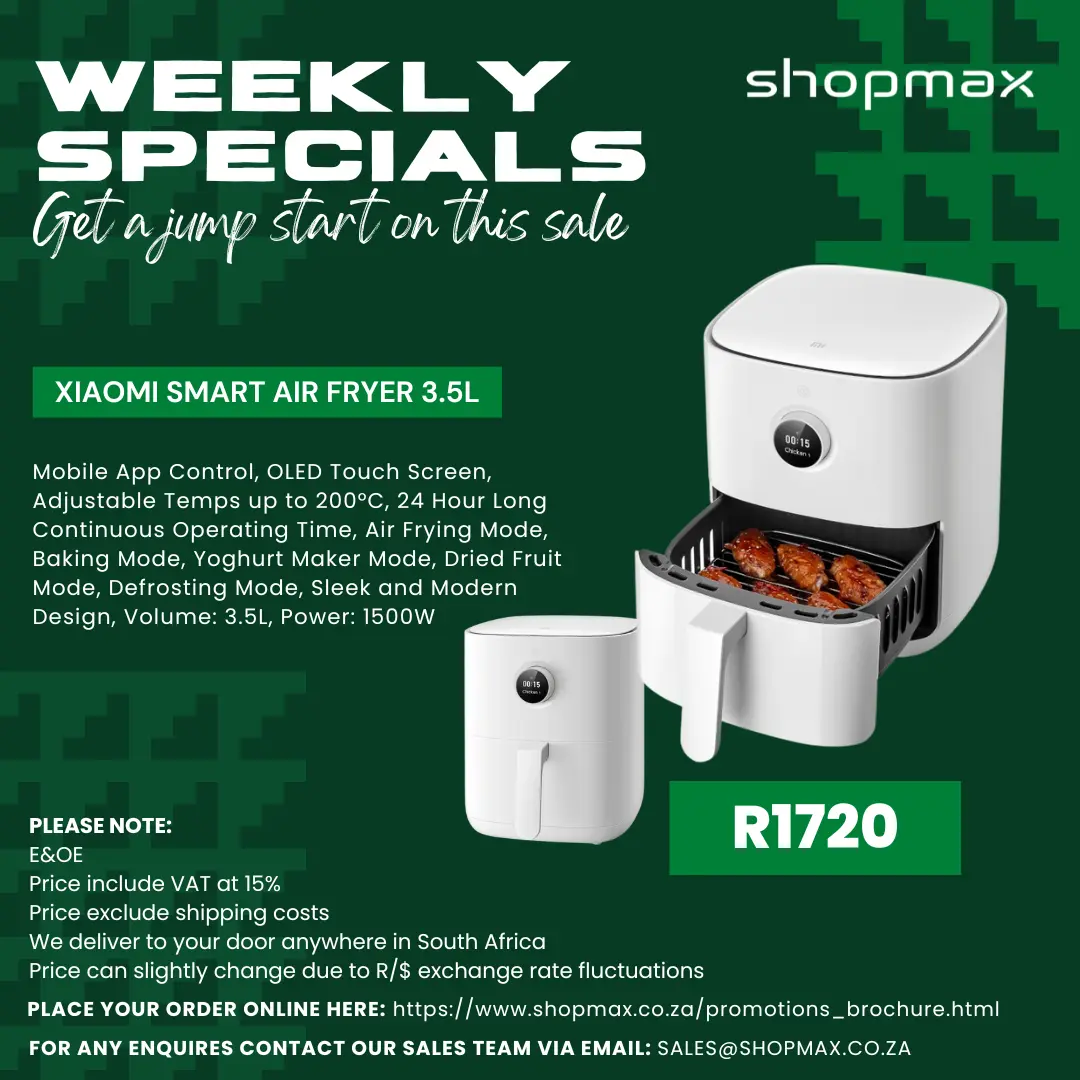 WEEKLY
SPECIALS
Get a jump start on this sale
shopmax
XIAOMI SMART AIR FRYER 3.5L
Mobile App Control, OLED Touch Screen,
Adjustable Temps up to 200°C, 24 Hour Long
Continuous Operating Time, Air Frying Mode,
Baking Mode, Yoghurt Maker Mode, Dried Fruit
Mode, Defrosting Mode, Sleek and Modern
Design, Volume: 3.5L, Power: 1500W
00:15
Chicken
00:15
Chicken
R1720
PLEASE NOTE:
E&OE
Price include VAT at 15%
Price exclude shipping costs
We deliver to your door anywhere in South Africa
Price can slightly change due to R/$ exchange rate fluctuations
PLACE YOUR ORDER ONLINE HERE: https://www.shopmax.co.za/promotions_brochure.html
FOR ANY ENQUIRES CONTACT OUR SALES TEAM VIA EMAIL: SALES@SHOPMAX.CO.ZA